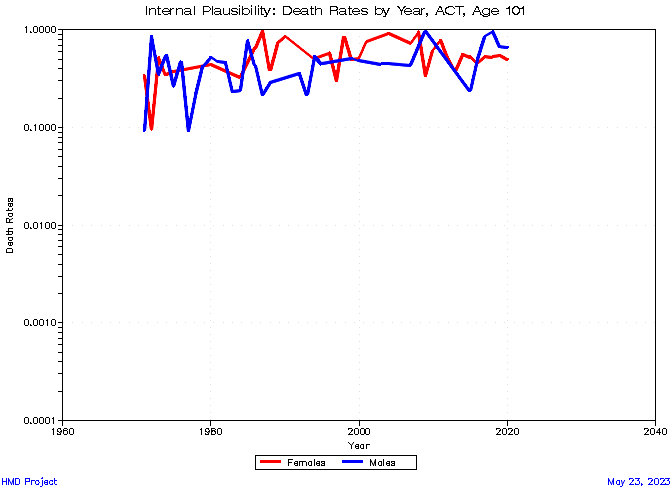 Internal Plausibility: Death Rates by Year, ACT, Age 101
1.0000
0.1000
0.0100
0.0010
0.0001
Death Rates
1960
1980
2000
2020
2040
Year
Females
Males
HMD Project
May 23, 2023